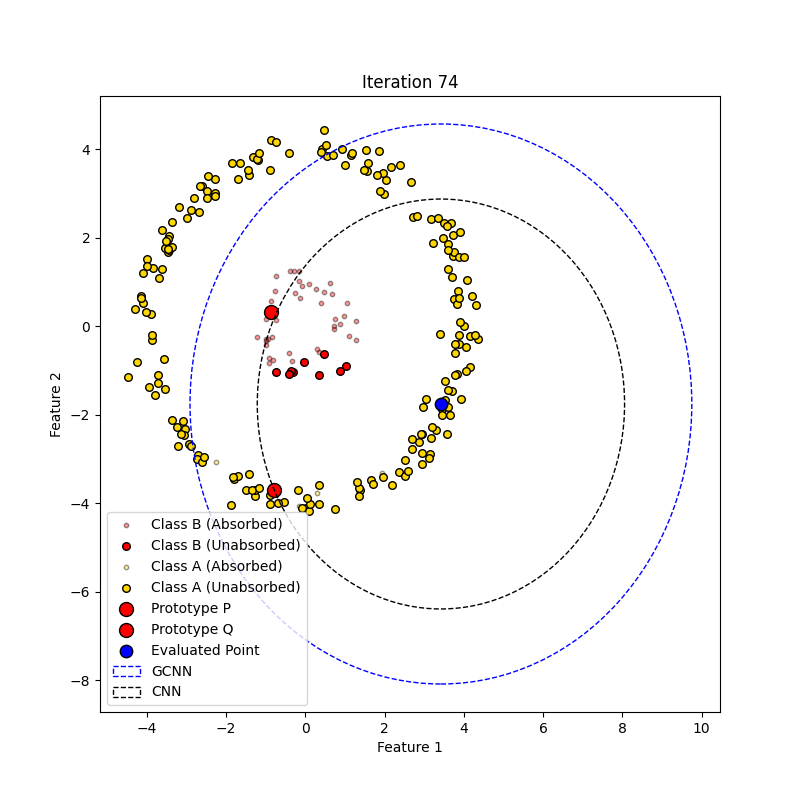 Iteration 74
Feature 2
4
2
0
−2
−4
−6
−8
Class B (Absorbed)
Class B (Unabsorbed)
Class A (Absorbed)
Class A (Unabsorbed)
Prototype P
Prototype Q
Evaluated Point
GCNN
CNN
−4 −2 0 2 4 6 8 10
Feature 1